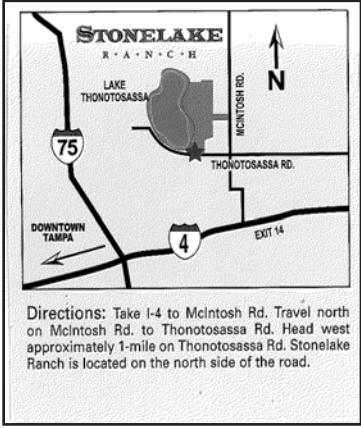 STONELAKE
R • A • N • C • H
LAKE
THONOTOSASSA
MCINTOSH RD.
N
75
THONOTOSASSA RD.
DOWNTOWN
TAMPA
4
EXIT 14
Directions: Take I-4 to McIntosh Rd. Travel north
on McIntosh Rd. to Thonotosassa Rd. Head west
approximately 1-mile on Thonotosassa Rd. Stonelake
Ranch is located on the north side of the road.